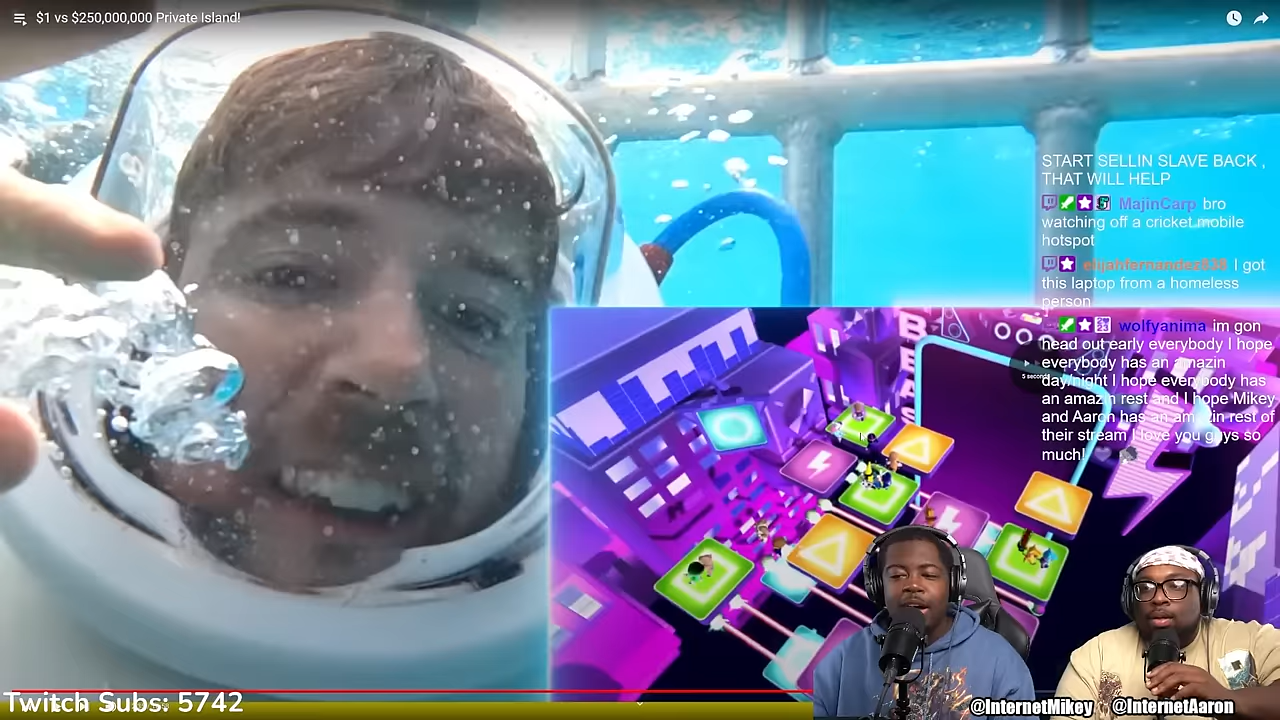 $1 vs $250,000,000 Private Island!
START SELLIN SLAVE BACK ,
THAT WILL HELP
MajinCarp bro
watching off a cricket mobile
hotspot
elijahfernandez938 I got
this laptop from a homeless
person
wolfyanima im gon
head out early everybody I hope
everybody has an amazin
day/night I hope everybody has
an amazin rest and I hope Mikey
and Aaron has an amazin rest of
their stream I love you guys so
much!
5 seconds
Twitch Subs: 5742
@InternetMikey
@InternetAaron